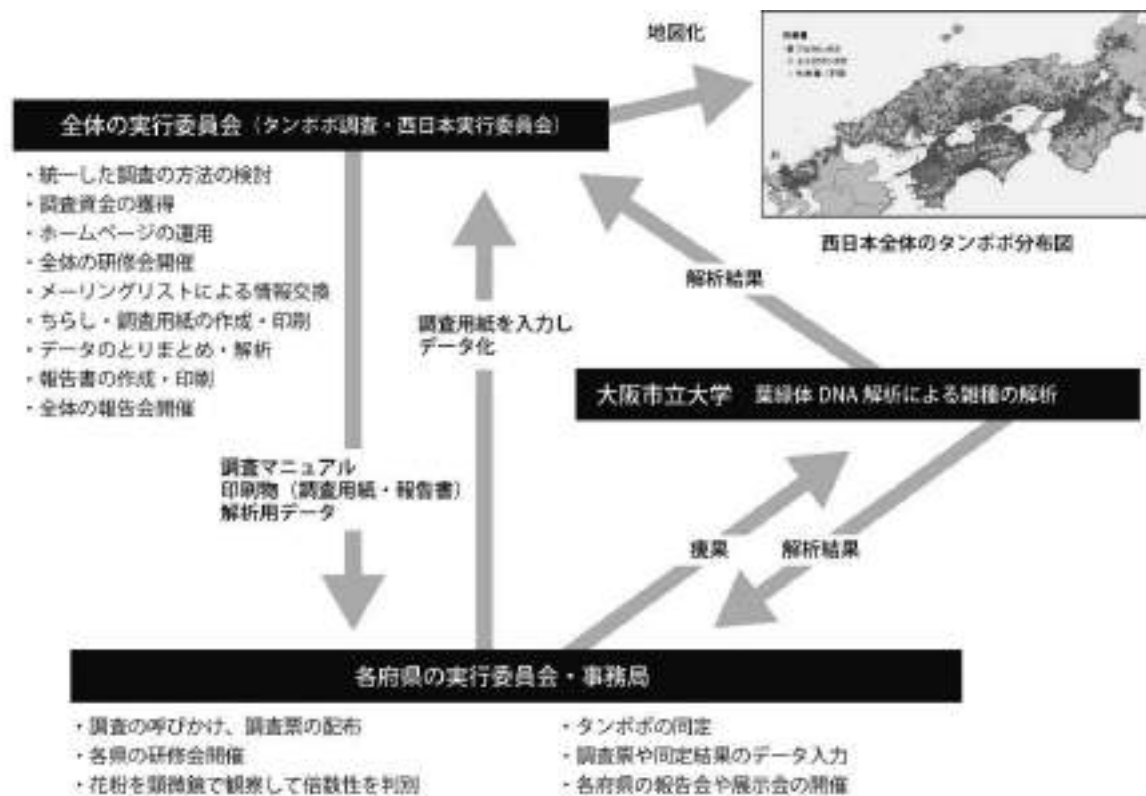 地図化
全体の実行委員会（タンポポ調査・西日本実行委員会）
・統一した調査の方法の検討
・調査資金の獲得
・ホームページの運用
・全体の研修会開催
・メーリングリストによる情報交換
・ちらし・調査用紙の作成・印刷
・データのとりまとめ・解析
・報告書の作成・印刷
・全体の報告会開催
西日本全体のタンポポ分布図
解析結果
調査用紙を入力し
データ化
大阪市立大学 葉緑体 DNA 解析による雑種の解析
調査マニュアル
印刷物（調査用紙・報告書）
解析用データ
痩果
解析結果
各府県の実行委員会・事務局
・調査の呼びかけ、調査票の配布
・各県の研修会開催
・花粉を顕微鏡で観察して倍数性を判別
・タンポポの同定
・調査票や同定結果のデータ入力
・各府県の報告会や展示会の開催